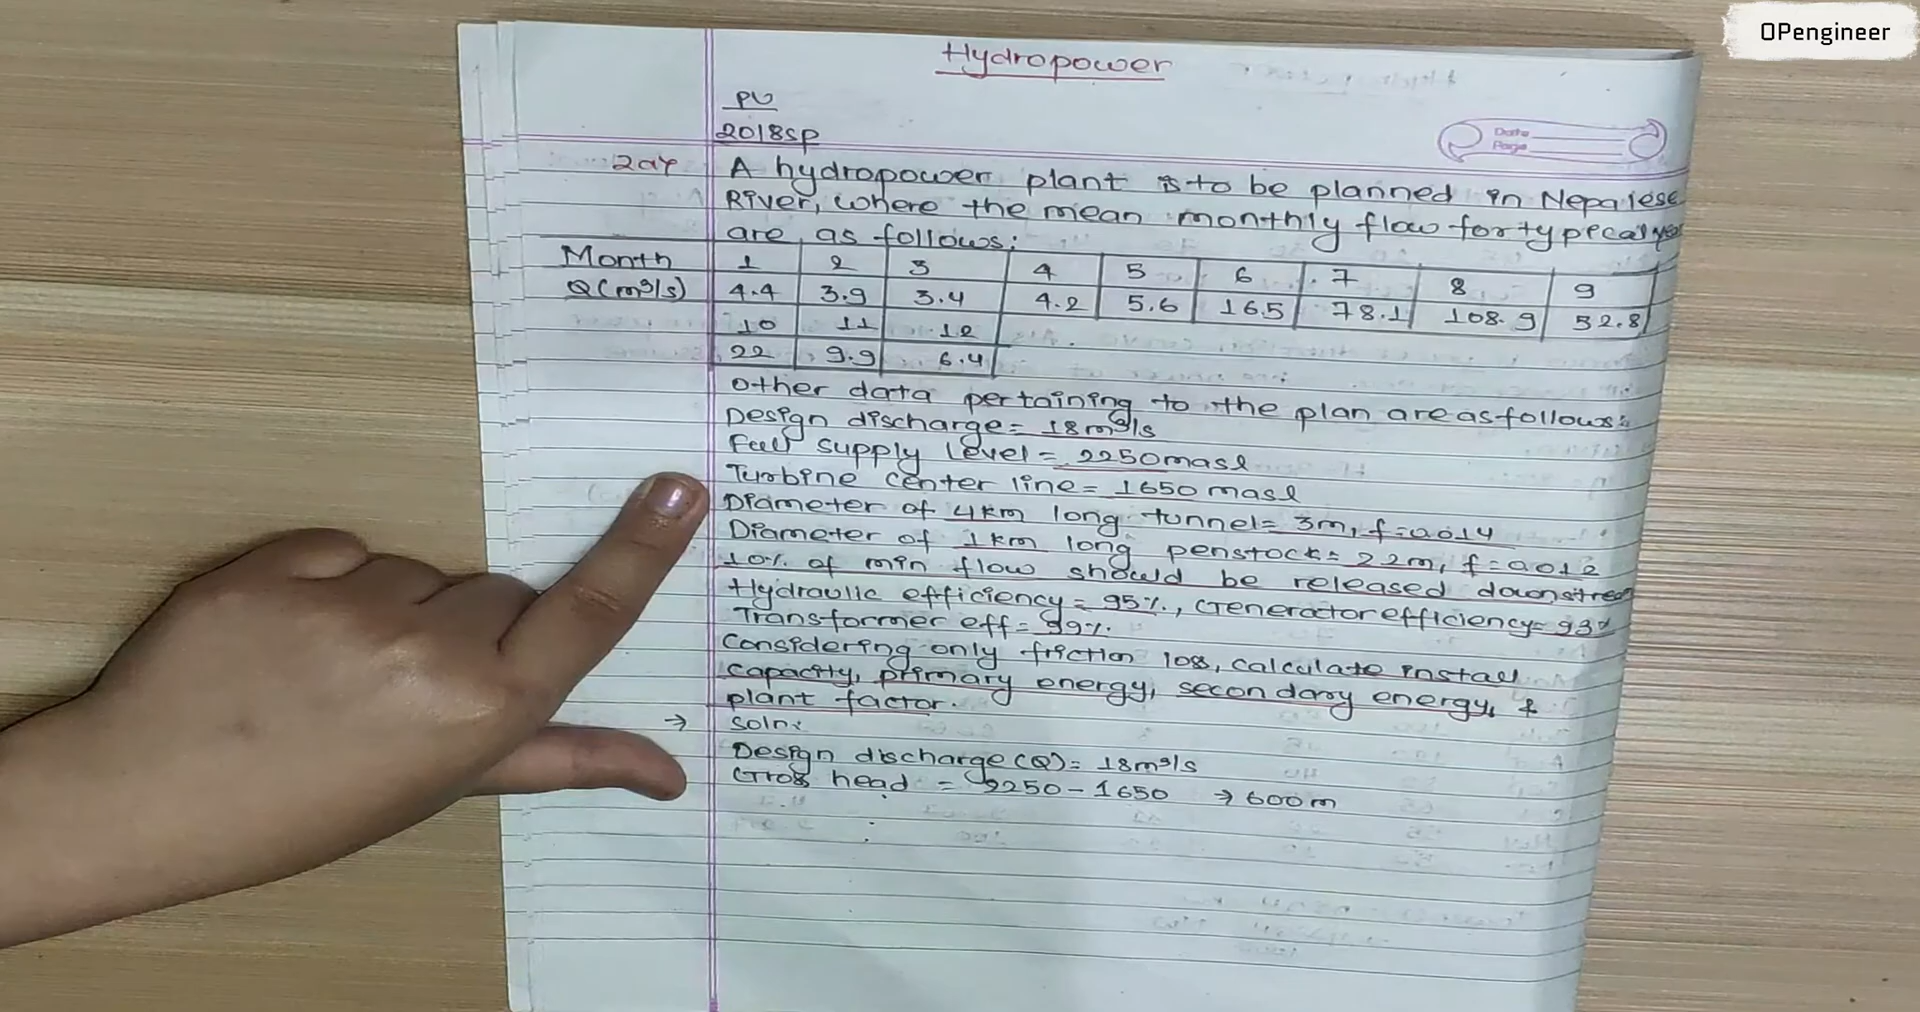 OPengineer
Hydropower
PU
2018sp
Date
Page
2a7 A hydropower plant is to be planned in Nepalese
River, where the mean monthly flow for typical year
are as follows:
Month 1 2 3 4 5 6 7 8 9
Q(m³/s) 4.4 3.9 3.4 4.2 5.6 16.5 78.1 108.9 52.8
10 11 12
22 9.9 6.4
Other data pertaining to the plan are as follows:
Design discharge = 18m³/s
Full supply level = 2250masl
Turbine center line = 1650 masl
Diameter of 4km long tunnel = 3m, f=0.014
Diameter of 1km long penstock = 2.2m, f=0.012
10% of min flow should be released downstream
Hydraulic efficiency = 95%, Generator efficiency = 93%
Transformer eff = 99%.
Considering only friction loss, calculate install
capacity, primary energy, secondary energy, &
plant factor.
→ Soln:
Design discharge (Q) = 18m³/s
Gross head = 2250 - 1650 → 600m